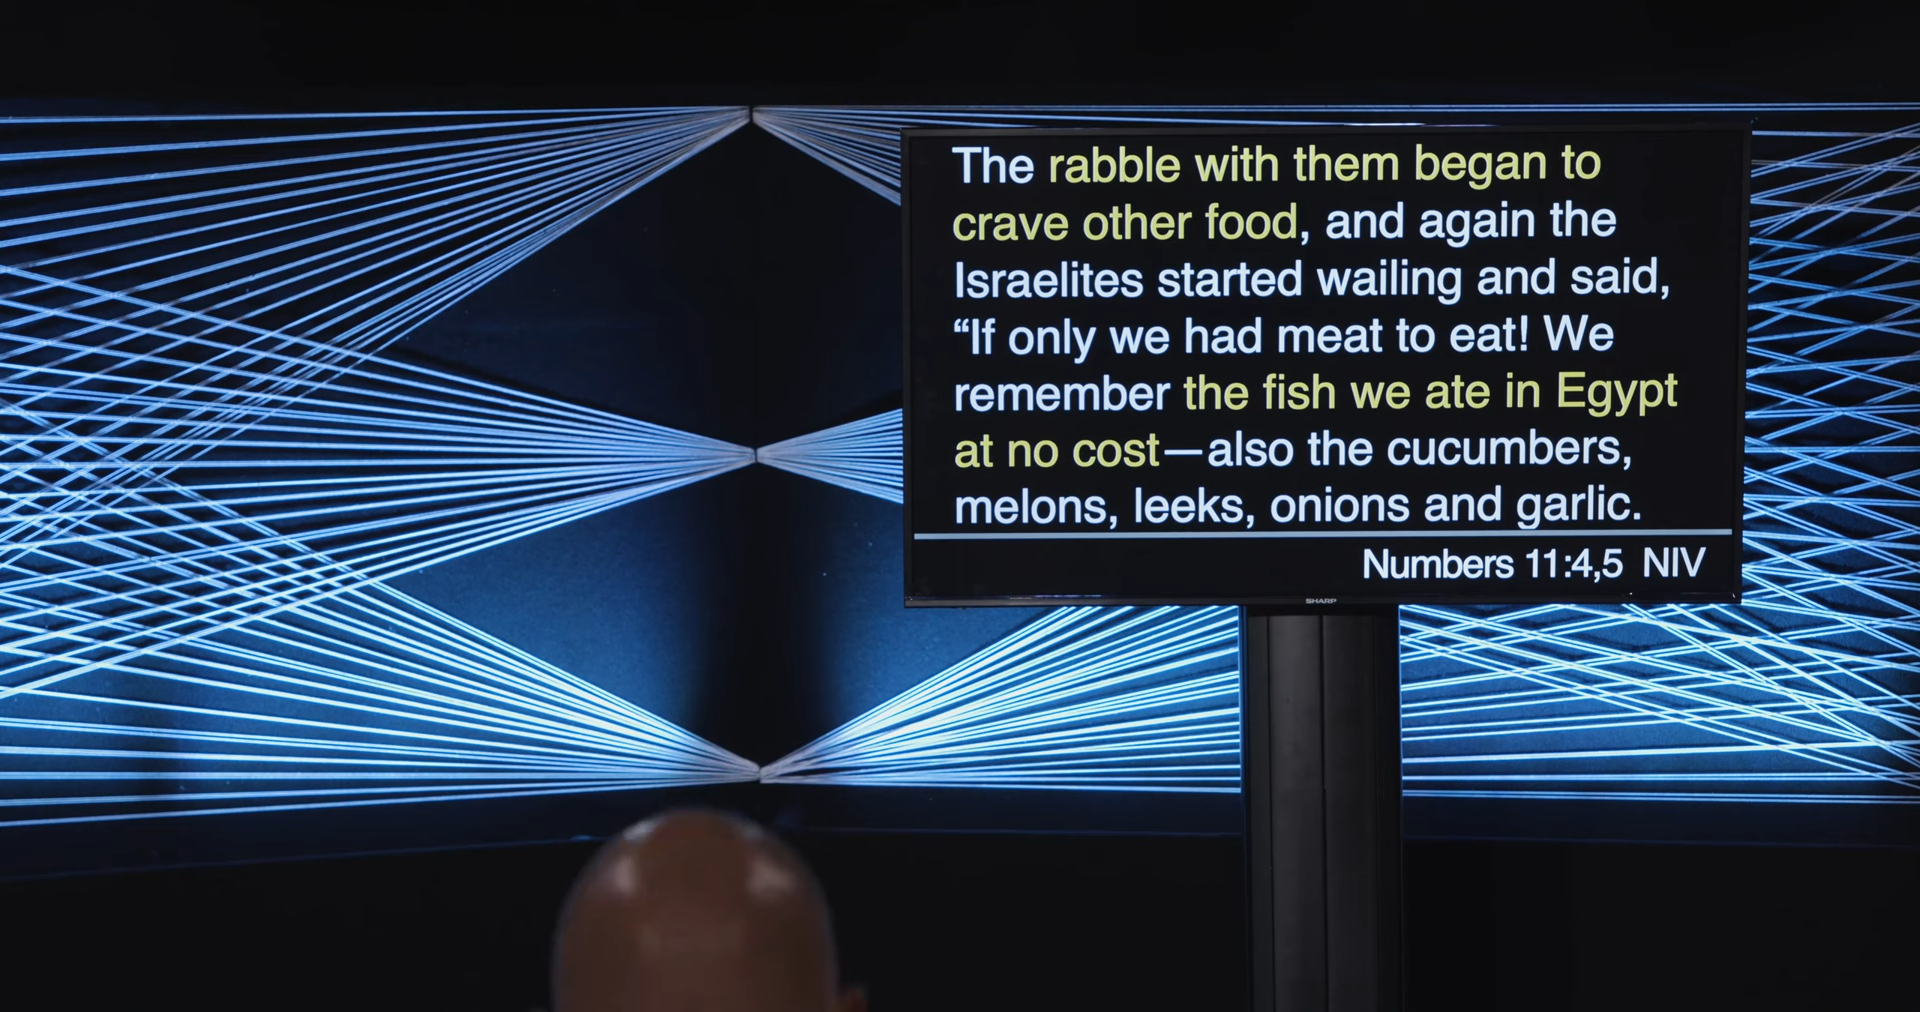 The rabble with them began to
crave other food, and again the
Israelites started wailing and said,
“If only we had meat to eat! We
remember the fish we ate in Egypt
at no cost—also the cucumbers,
melons, leeks, onions and garlic.
Numbers 11:4,5 NIV
SHARP